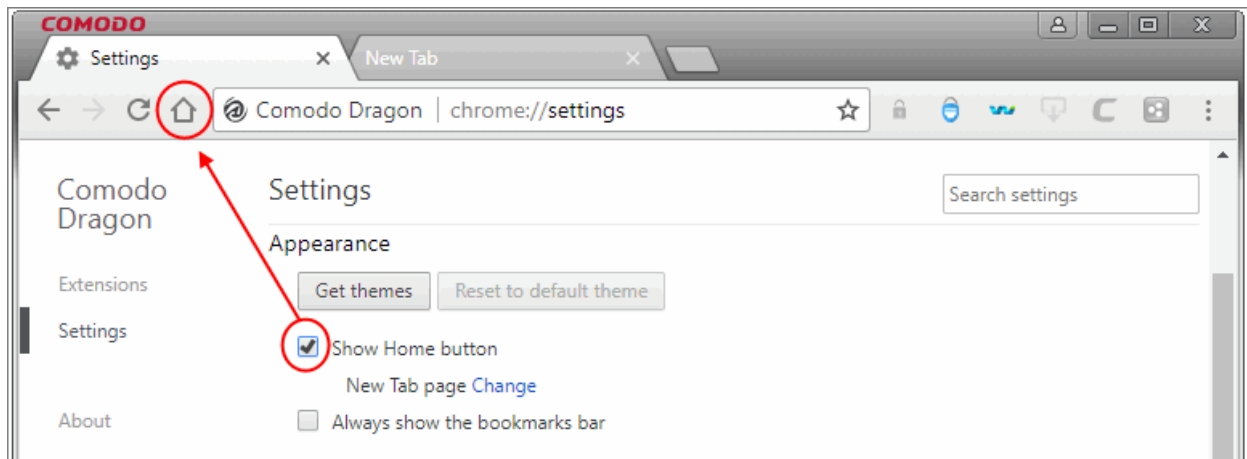 COMODO
Settings
New Tab
Comodo Dragon | chrome://settings
Comodo
Dragon
Settings
Search settings
Appearance
Extensions
Get themes
Reset to default theme
Settings
Show Home button
New Tab page Change
About
Always show the bookmarks bar